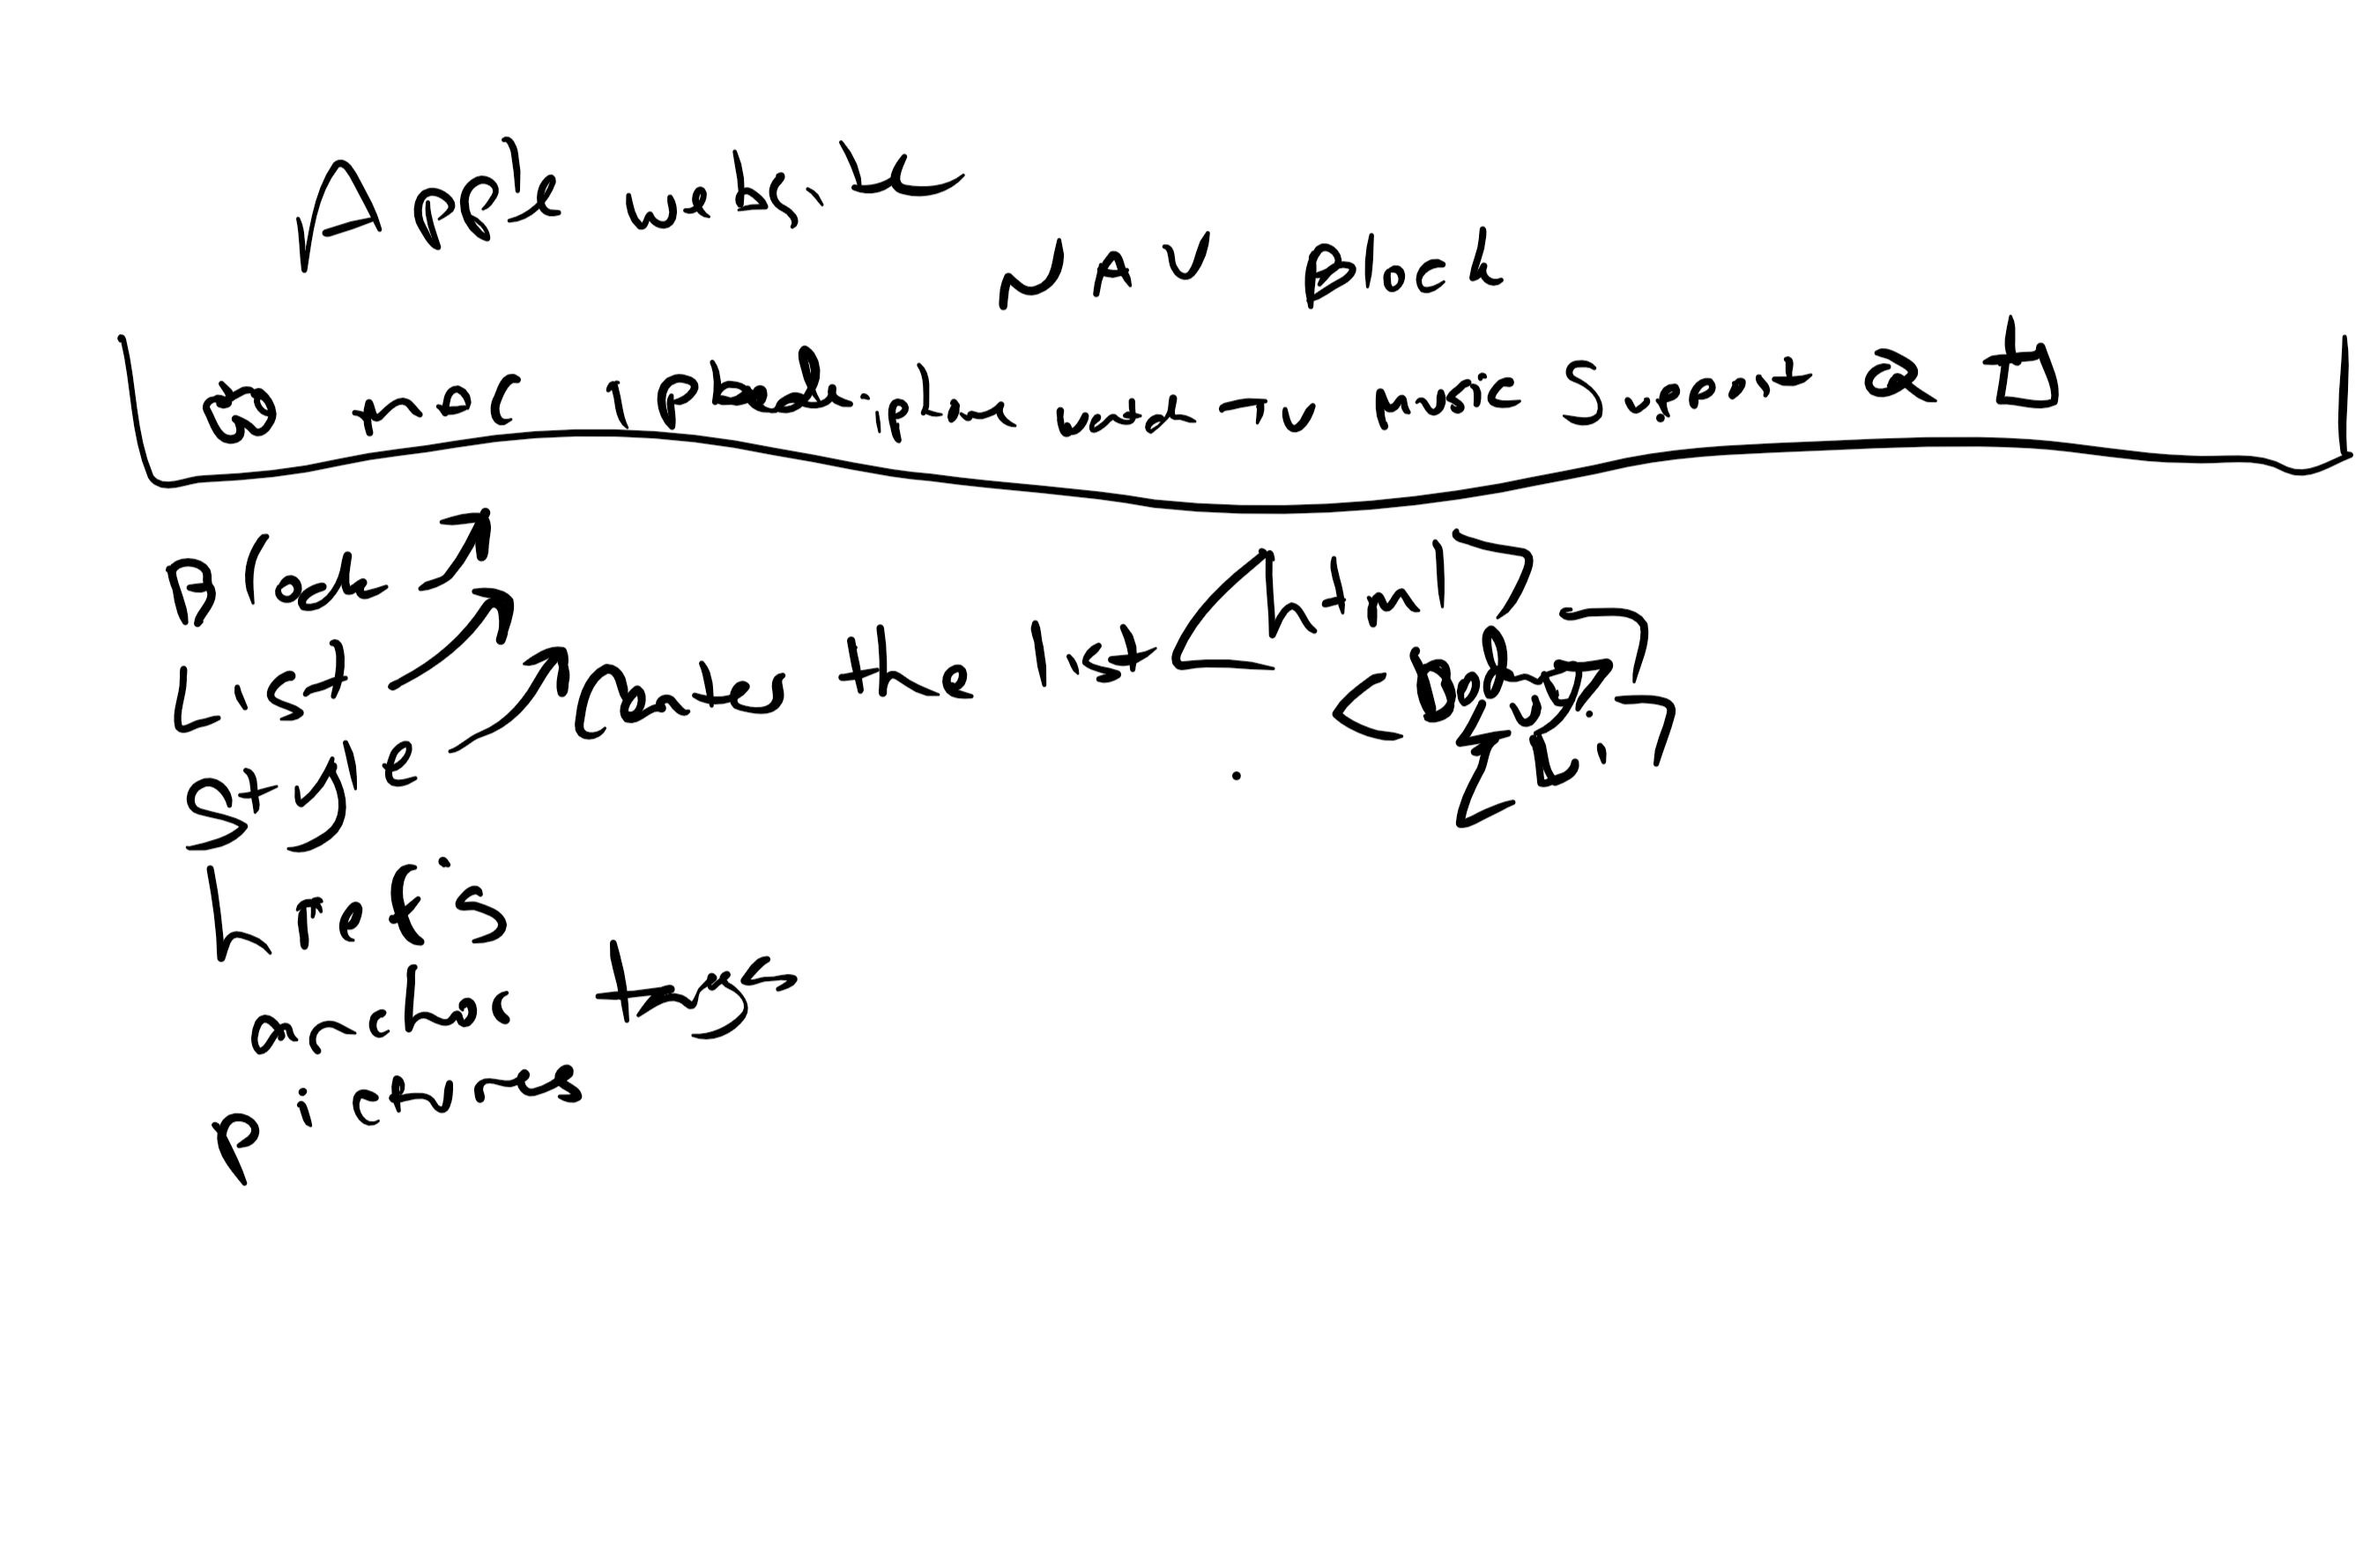 Apple website
NAV Block
mac ipad iphone watch TV music Support
Block
List
style
Center the list <html>
<Body>
<ul>
<Li>
href's
anchor tags
pictures